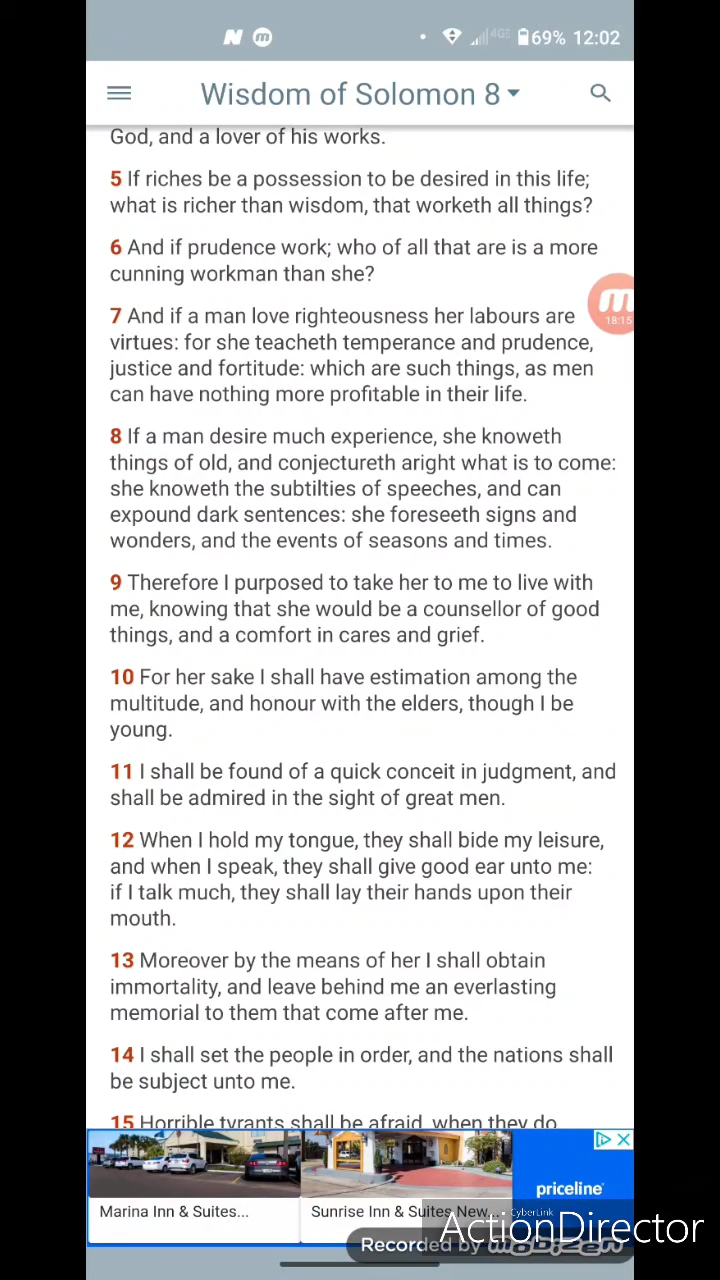 N m 4GE 69% 12:02
Wisdom of Solomon 8
God, and a lover of his works.
5 If riches be a possession to be desired in this life;
what is richer than wisdom, that worketh all things?
6 And if prudence work; who of all that are is a more
cunning workman than she?
m
18:15
7 And if a man love righteousness her labours are
virtues: for she teacheth temperance and prudence,
justice and fortitude: which are such things, as men
can have nothing more profitable in their life.
8 If a man desire much experience, she knoweth
things of old, and conjectureth aright what is to come:
she knoweth the subtilties of speeches, and can
expound dark sentences: she foreseeth signs and
wonders, and the events of seasons and times.
9 Therefore I purposed to take her to me to live with
me, knowing that she would be a counsellor of good
things, and a comfort in cares and grief.
10 For her sake I shall have estimation among the
multitude, and honour with the elders, though I be
young.
11 I shall be found of a quick conceit in judgment, and
shall be admired in the sight of great men.
12 When I hold my tongue, they shall bide my leisure,
and when I speak, they shall give good ear unto me:
if I talk much, they shall lay their hands upon their
mouth.
13 Moreover by the means of her I shall obtain
immortality, and leave behind me an everlasting
memorial to them that come after me.
14 I shall set the people in order, and the nations shall
be subject unto me.
15 Horrible tyrants shall be afraid, when they do
priceline
Marina Inn & Suites...
Sunrise Inn & Suites New...
CyberLink
ActionDirector
Recorded by mobizen